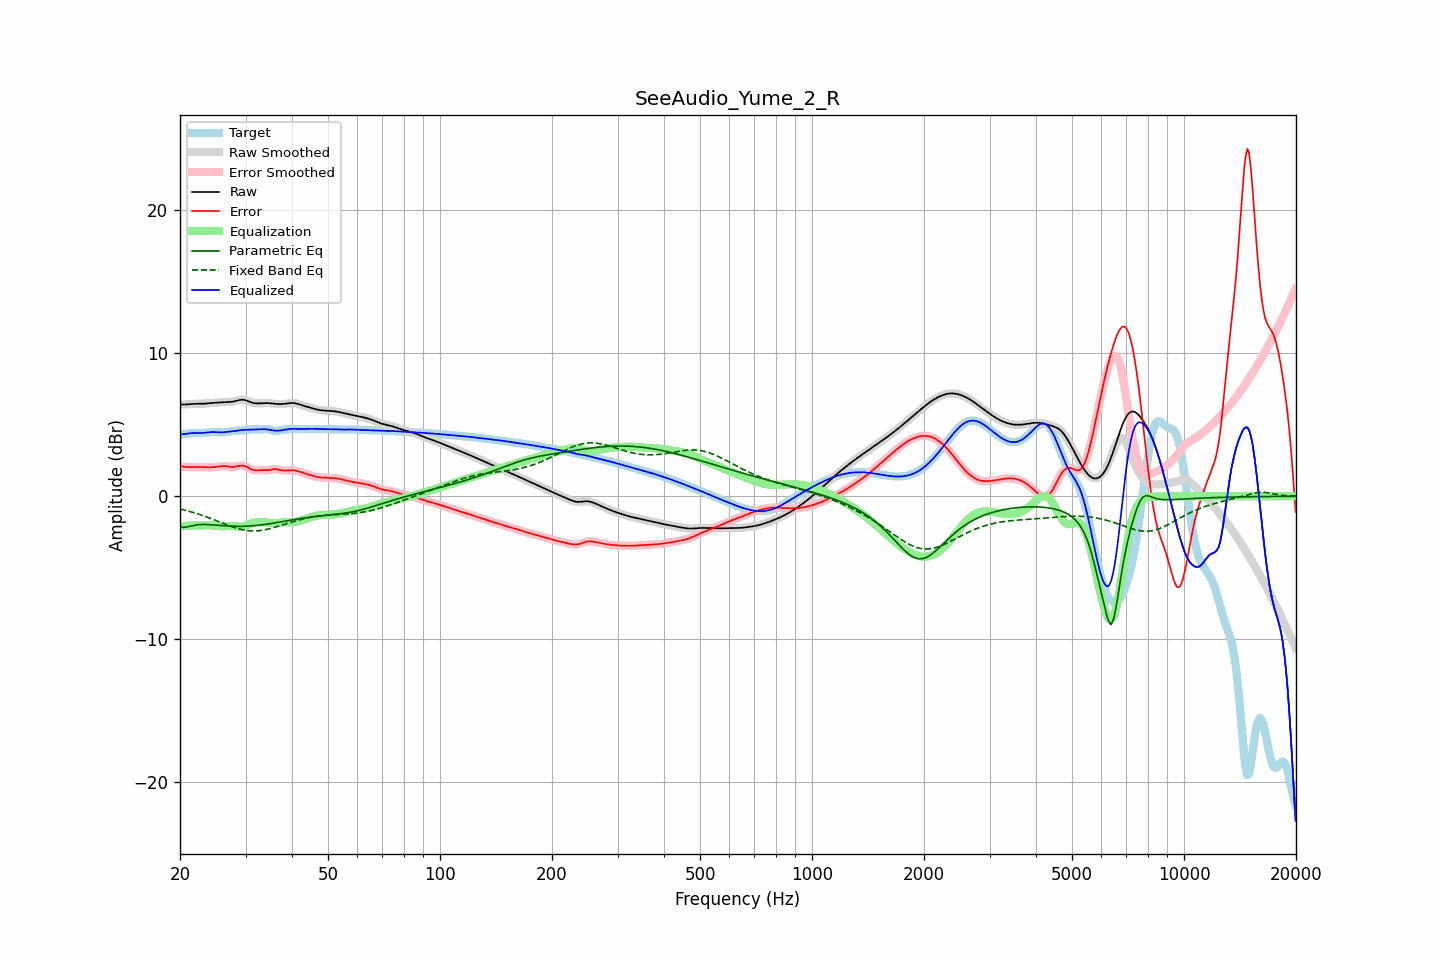 SeeAudio_Yume_2_R
Target
Raw Smoothed
Error Smoothed
Raw
Error
Equalization
Parametric Eq
Fixed Band Eq
Equalized
Amplitude (dBr)
20
10
0
−10
−20
20
50
100
200
500
1000
2000
5000
10000
20000
Frequency (Hz)